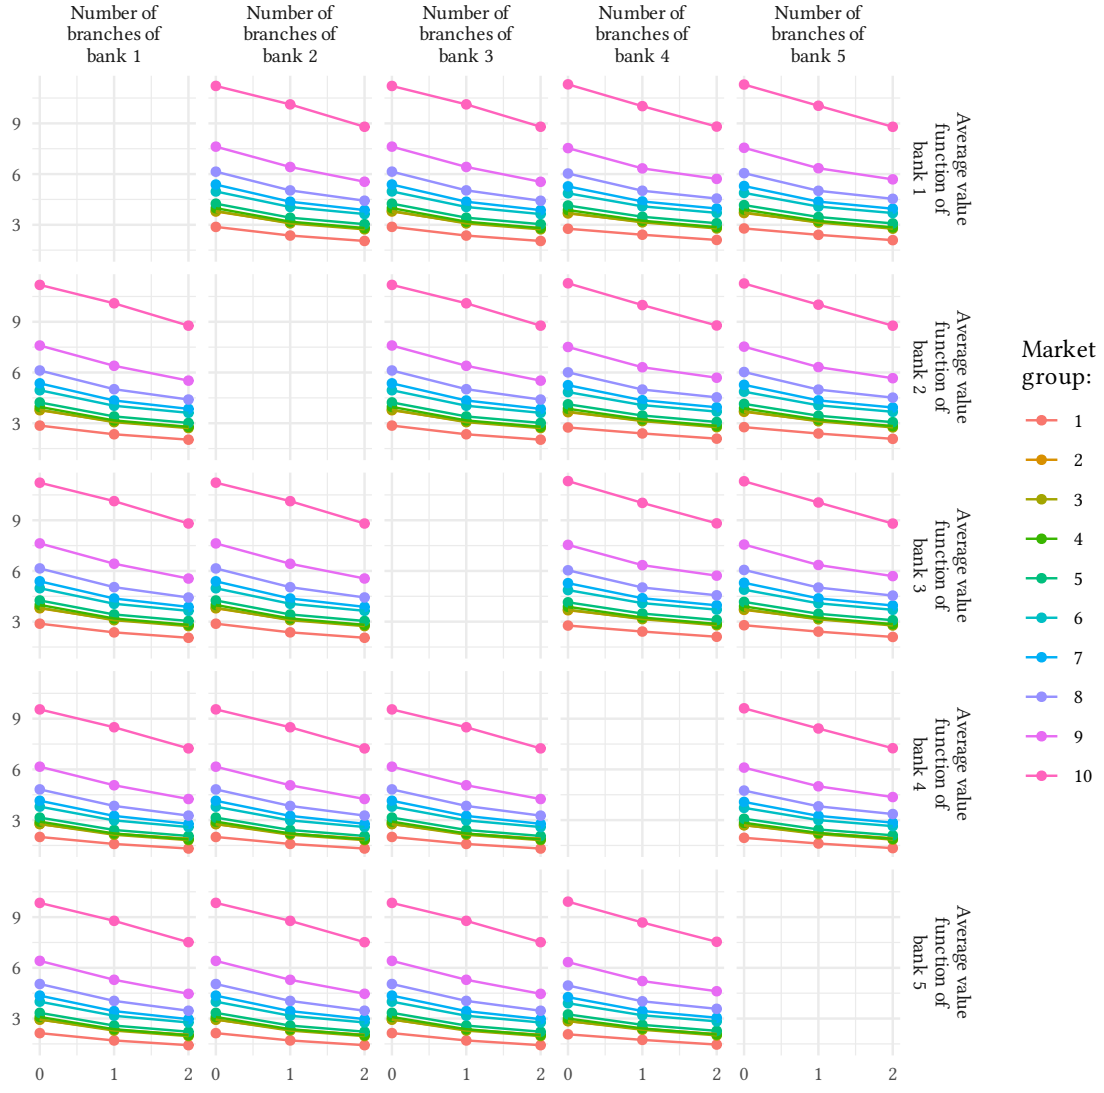 Number of
branches of
bank 1
Number of
branches of
bank 2
Number of
branches of
bank 3
Number of
branches of
bank 4
Number of
branches of
bank 5
9
6
3
Average value
function of
bank 1
9
6
3
Average value
function of
bank 2
9
6
3
Average value
function of
bank 3
9
6
3
Average value
function of
bank 4
9
6
3
Average value
function of
bank 5
0 1 2
0 1 2
0 1 2
0 1 2
0 1 2
Market
group:
1
2
3
4
5
6
7
8
9
10